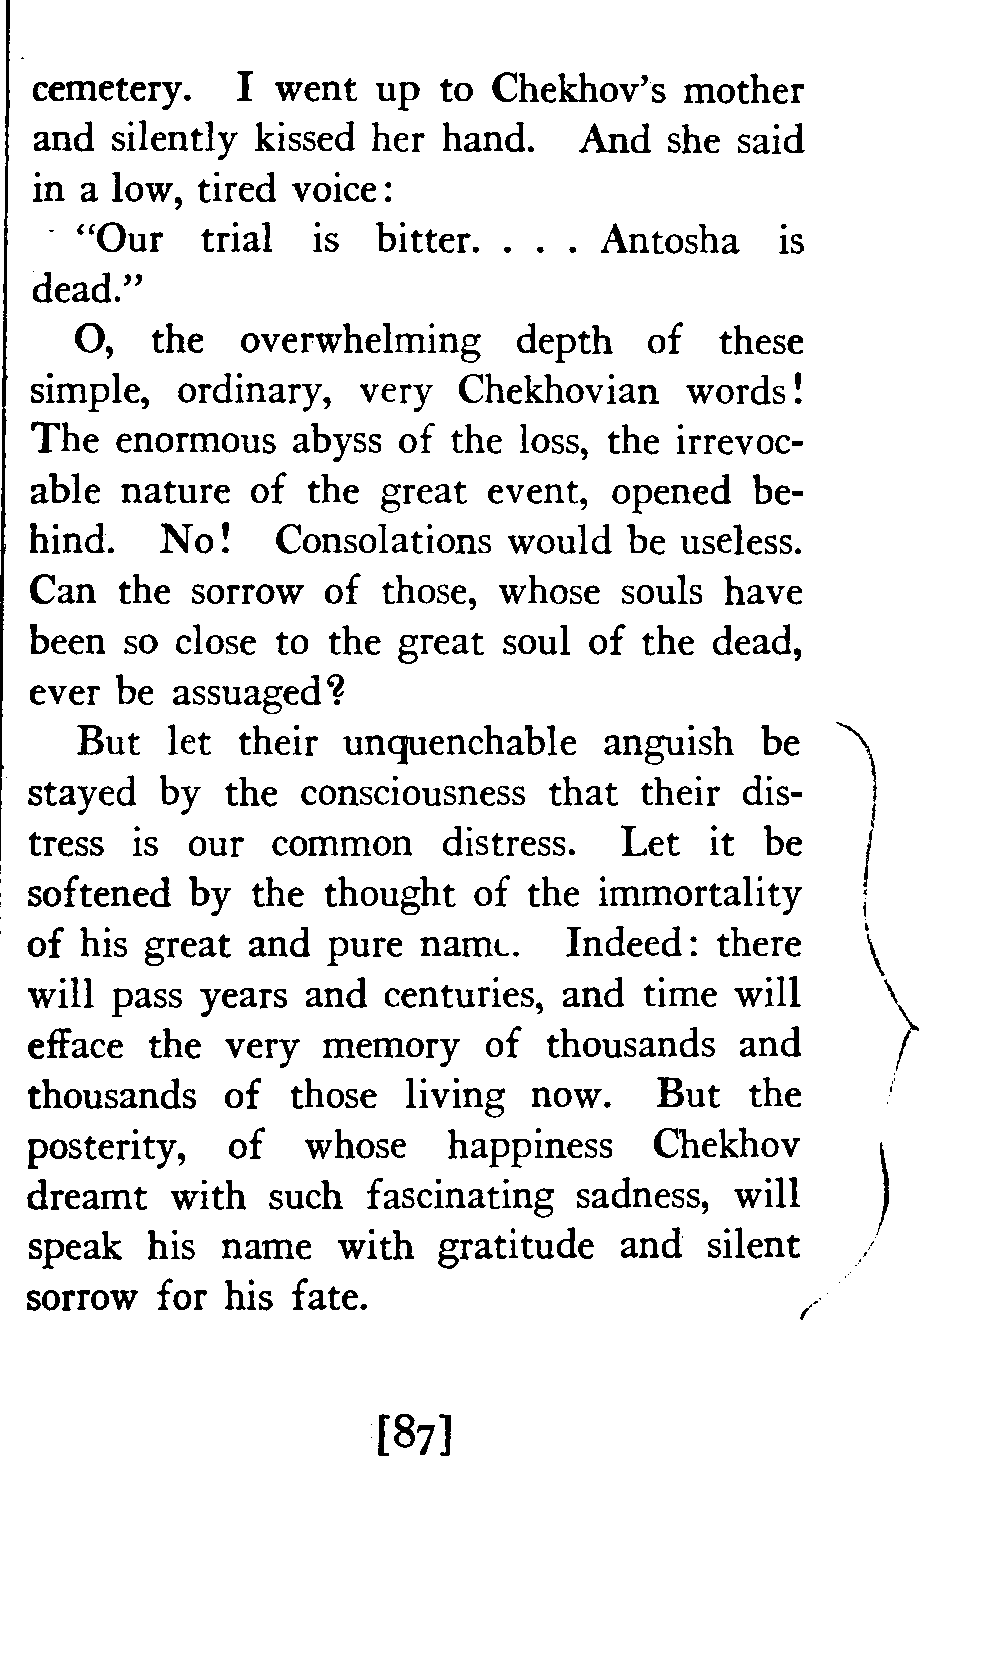 cemetery. I went up to Chekhov's mother
and silently kissed her hand. And she said
in a low, tired voice:
"Our trial is bitter. . . . Antosha is
dead."
O, the overwhelming depth of these
simple, ordinary, very Chekhovian words!
The enormous abyss of the loss, the irrevoc-
able nature of the great event, opened be-
hind. No! Consolations would be useless.
Can the sorrow of those, whose souls have
been so close to the great soul of the dead,
ever be assuaged?
But let their unquenchable anguish be
stayed by the consciousness that their dis-
tress is our common distress. Let it be
softened by the thought of the immortality
of his great and pure name. Indeed: there
will pass years and centuries, and time will
efface the very memory of thousands and
thousands of those living now. But the
posterity, of whose happiness Chekhov
dreamt with such fascinating sadness, will
speak his name with gratitude and silent
sorrow for his fate.
[87]